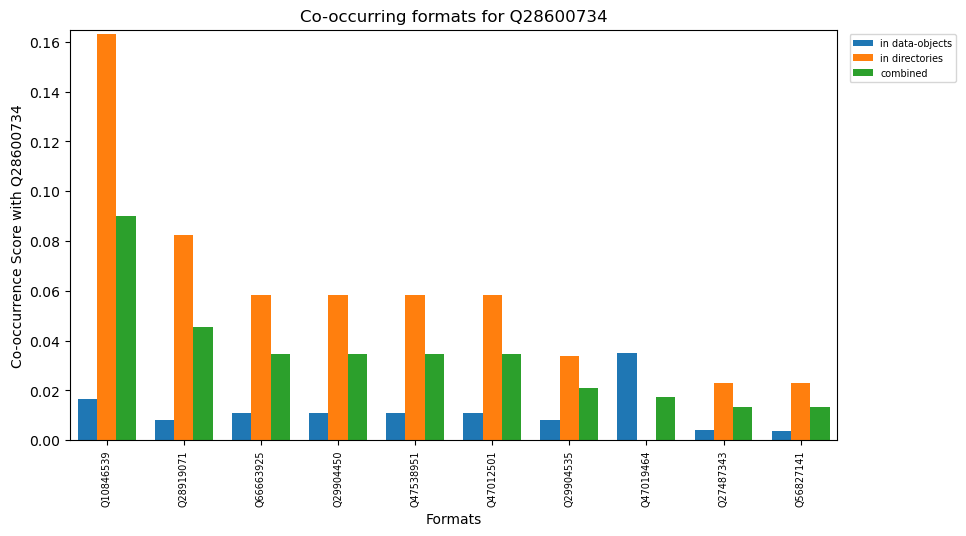 Co-occurring formats for Q28600734
Co-occurrence Score with Q28600734
0.16
0.14
0.12
0.10
0.08
0.06
0.04
0.02
0.00
in data-objects
in directories
combined
Q10846539
Q28919071
Q66663925
Q29904450
Q47538951
Q47012501
Q29904535
Q47019464
Q27487343
Q56827141
Formats